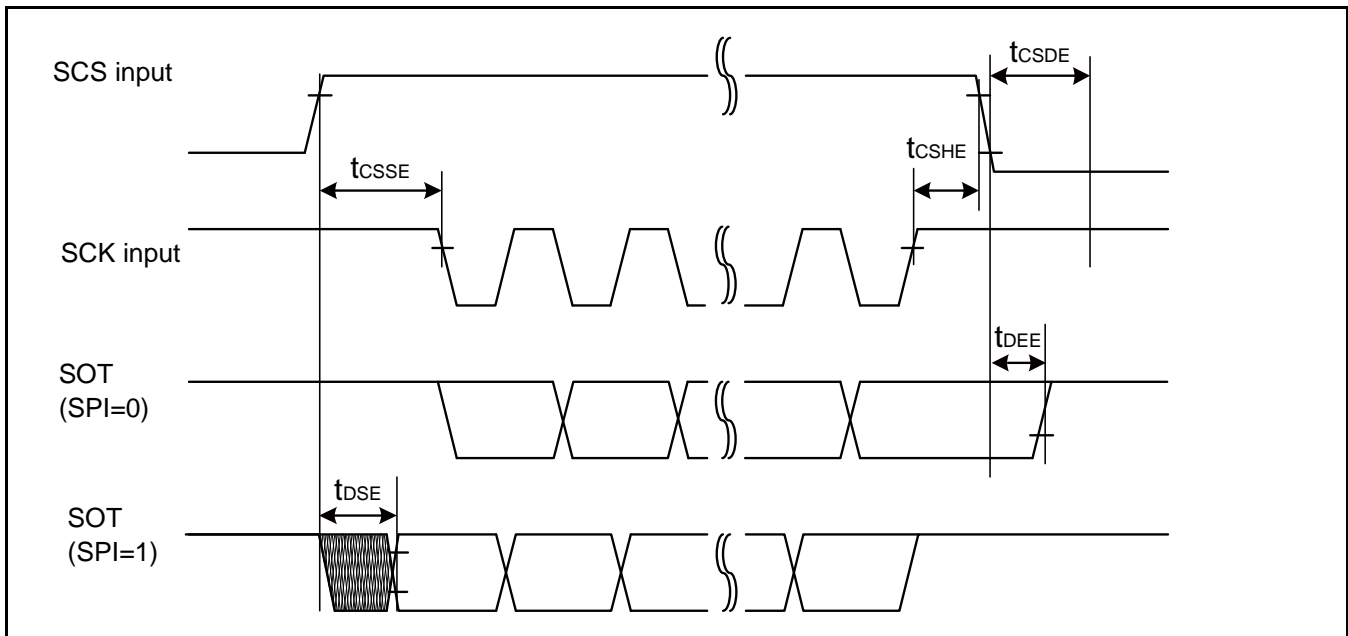 SCS input
tCSDE
tCSHE
tCSSE
SCK input
tDEE
SOT
(SPI=0)
tDSE
SOT
(SPI=1)